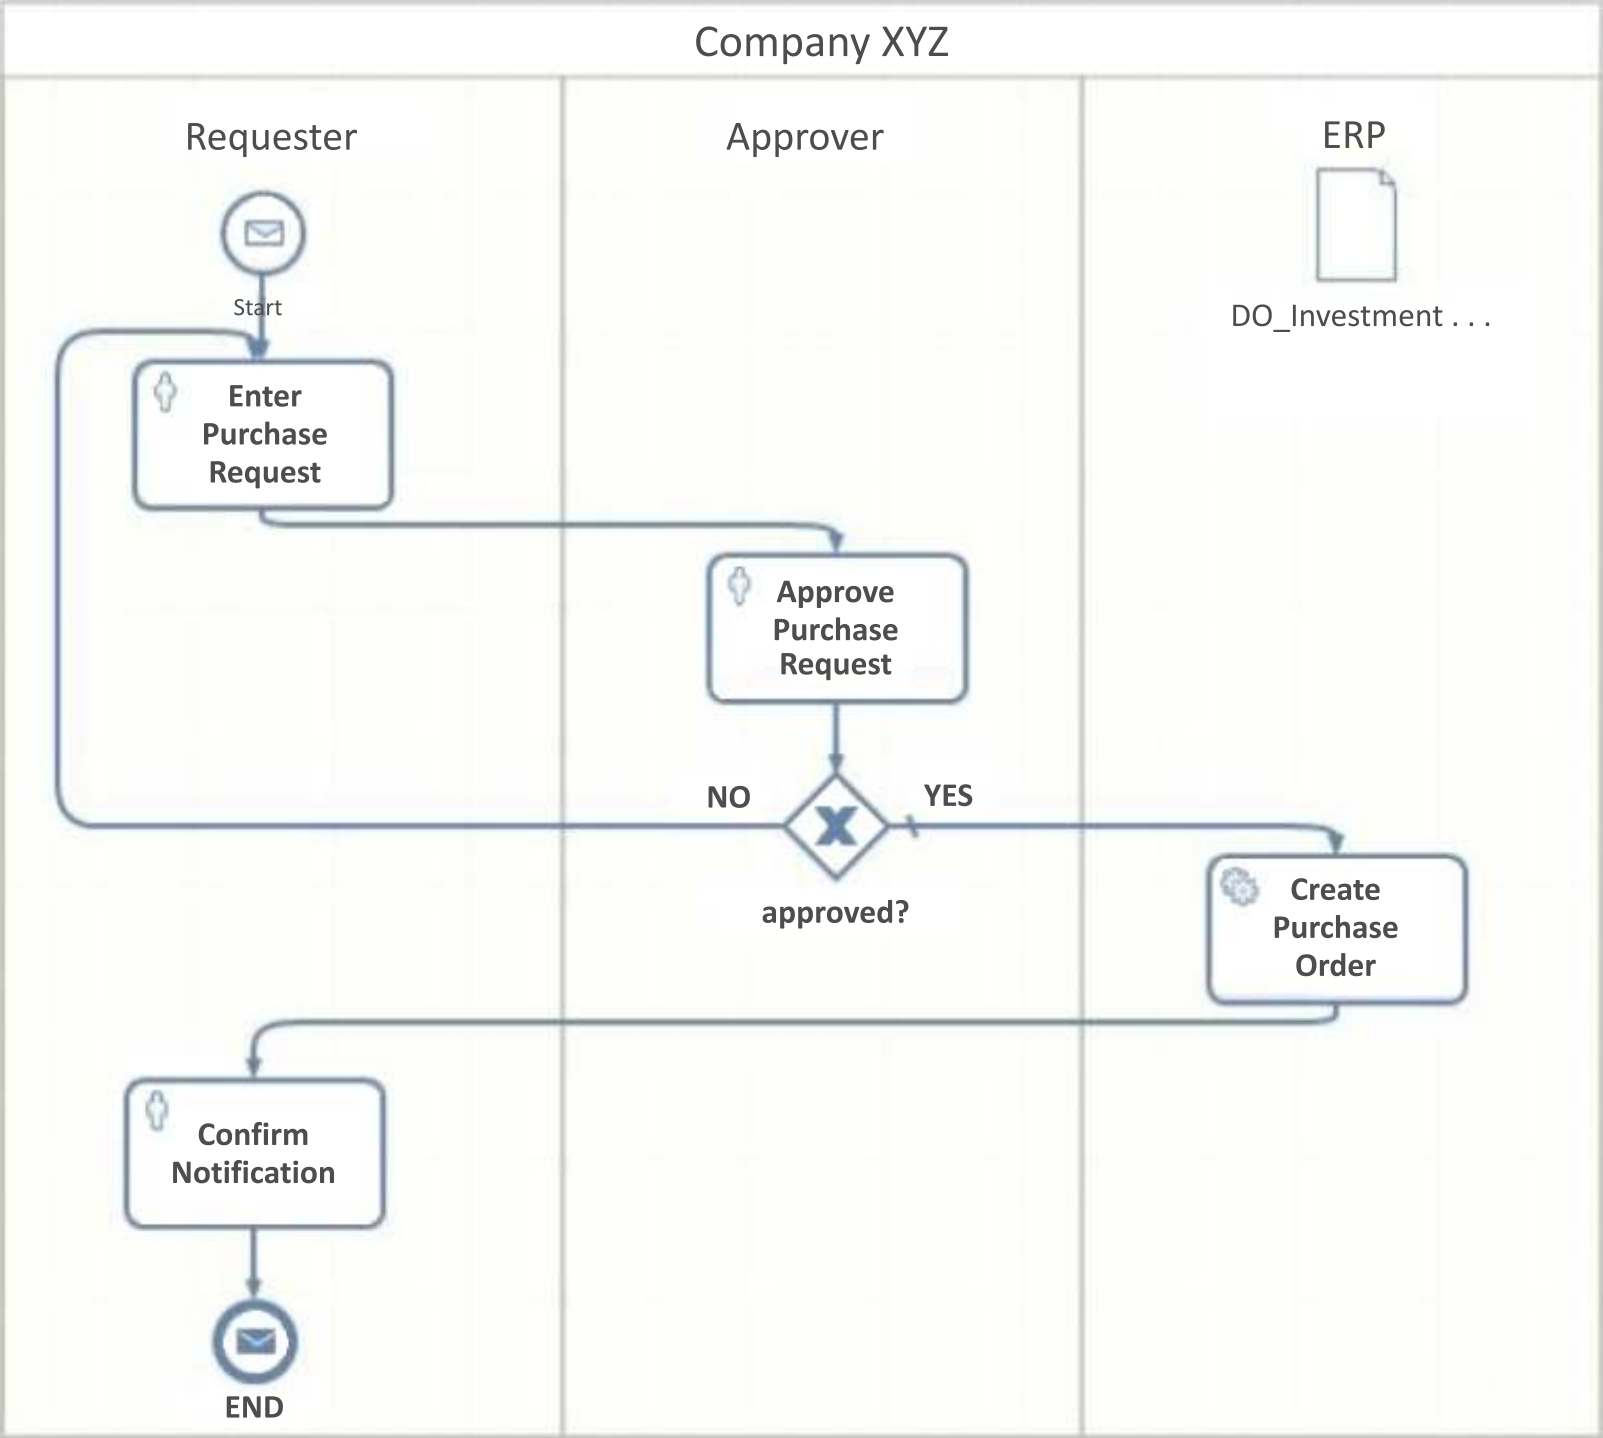 Company XYZ
Requester
Approver
ERP
DO_Investment . . .
Start
Enter
Purchase
Request
Approve
Purchase
Request
NO
YES
approved?
Create
Purchase
Order
Confirm
Notification
END